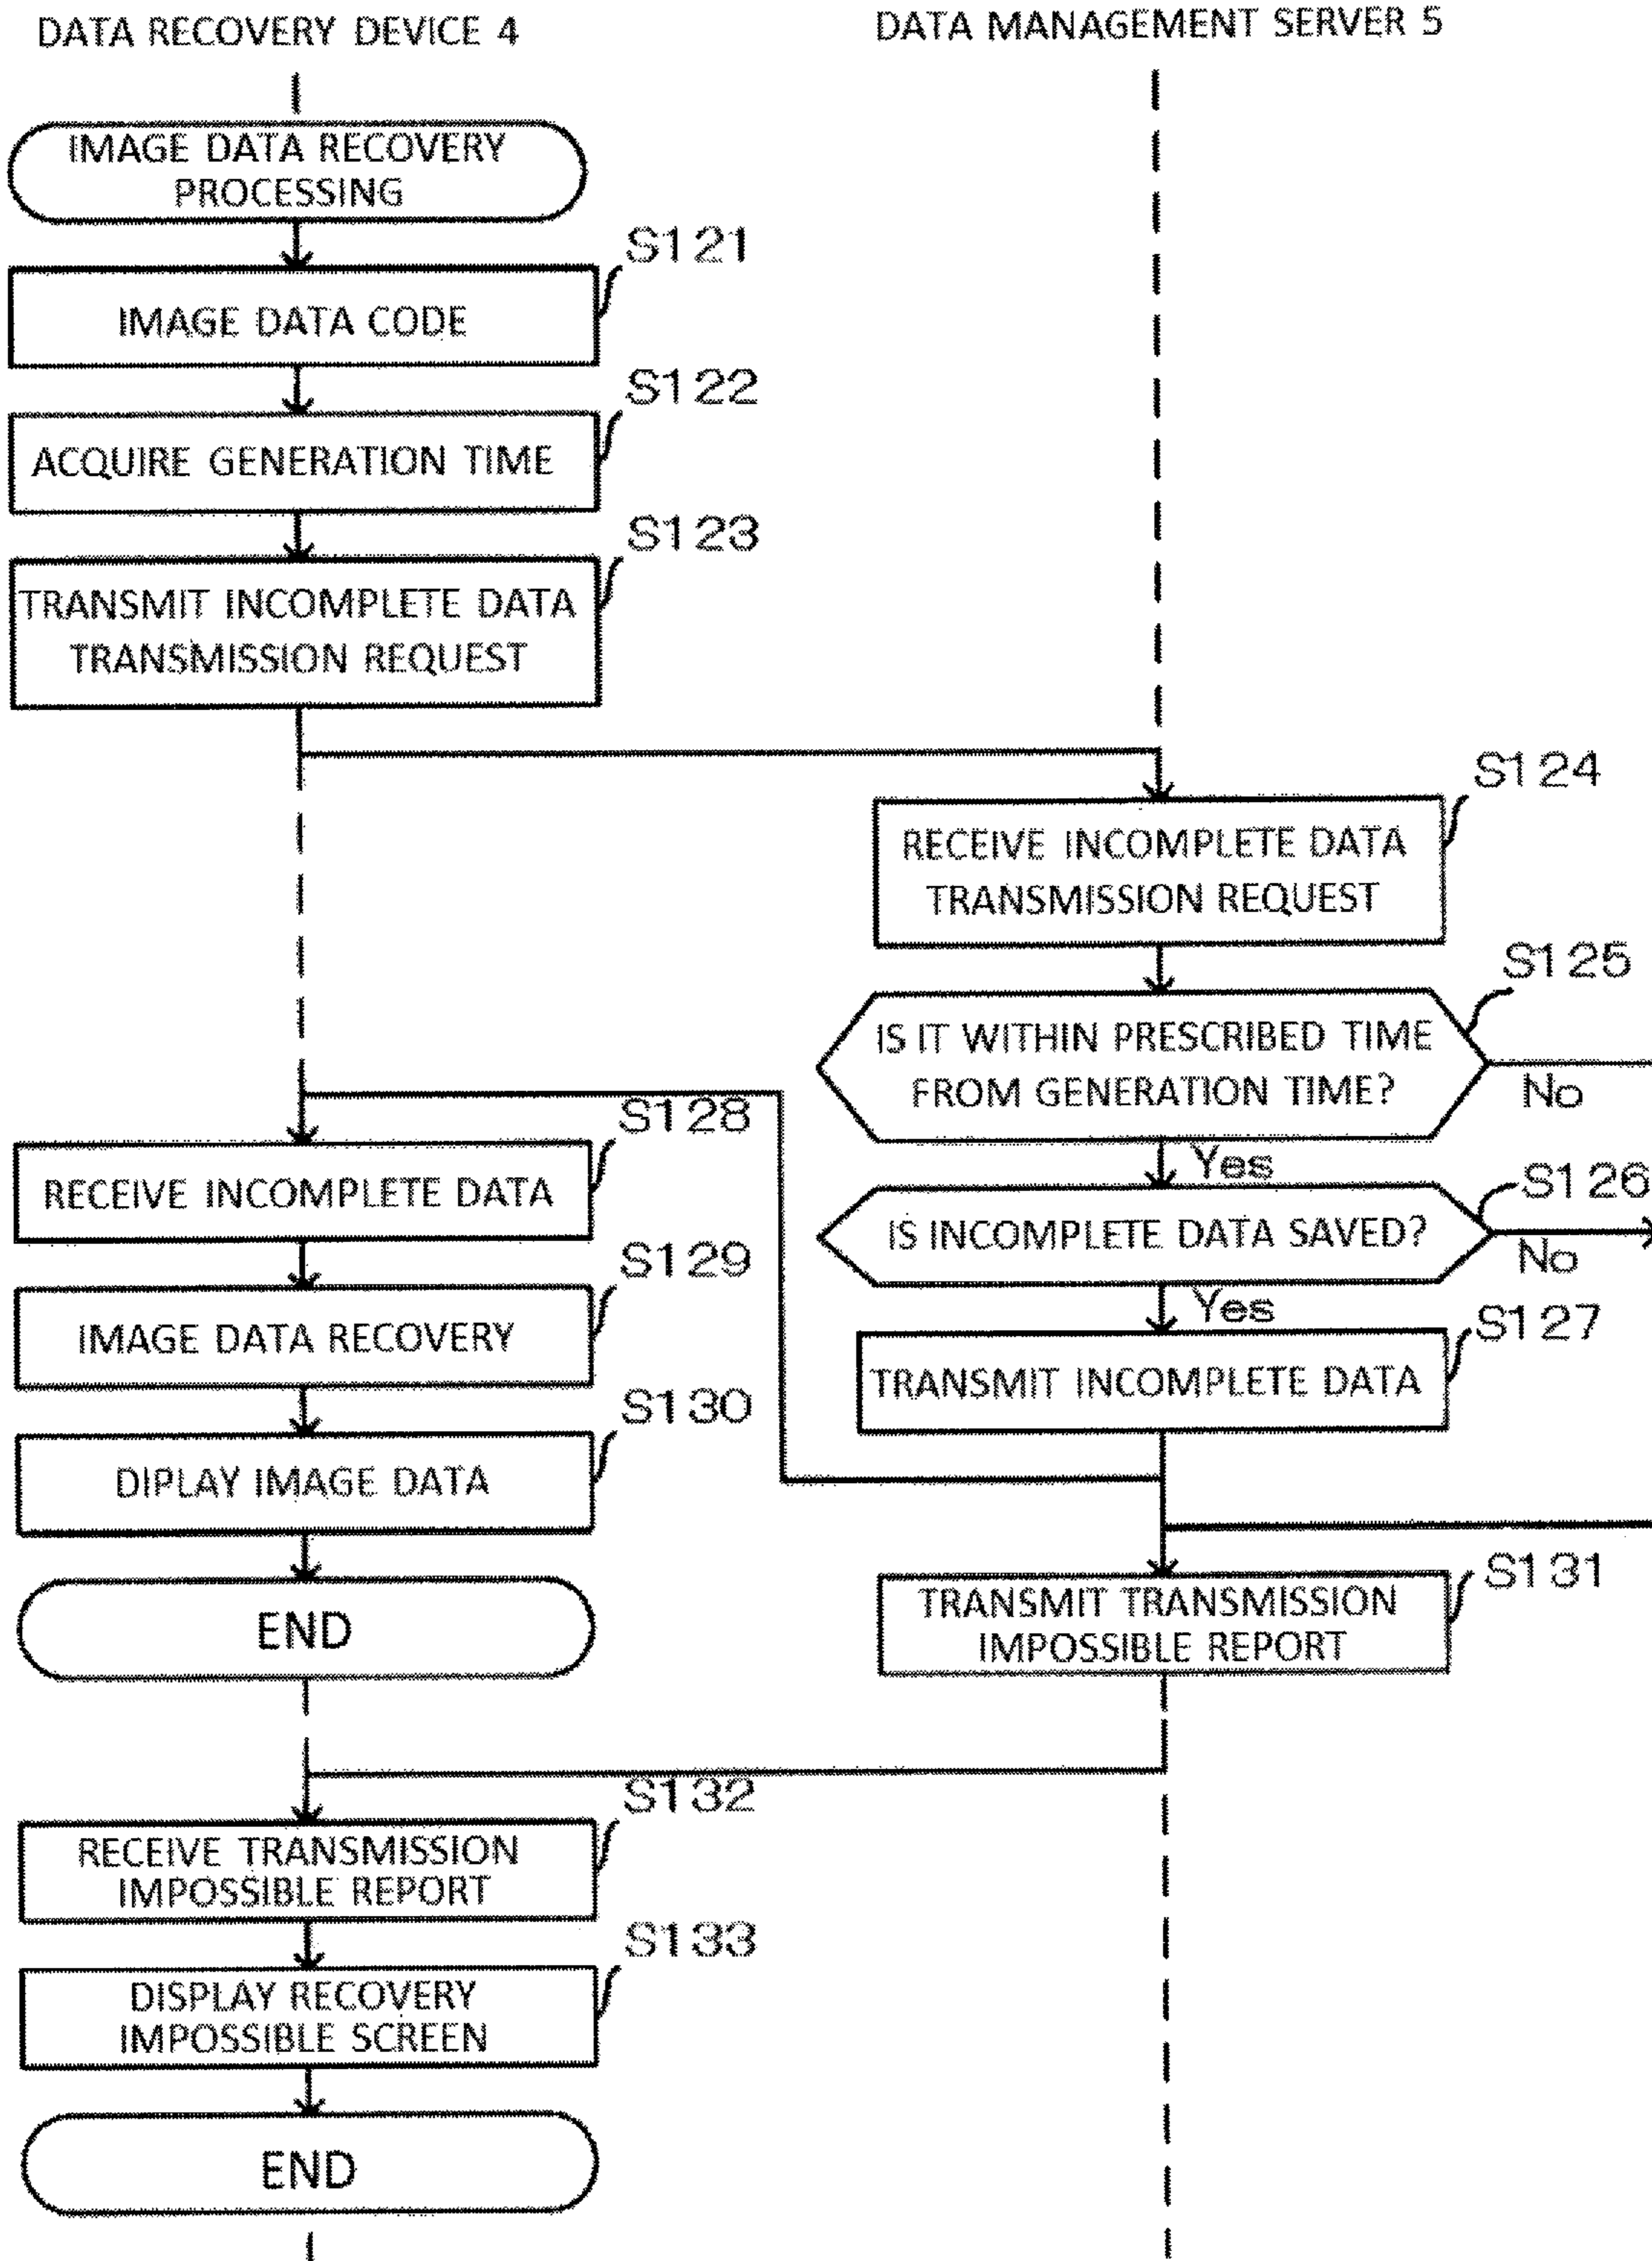 DATA RECOVERY DEVICE 4
DATA MANAGEMENT SERVER 5
IMAGE DATA RECOVERY
PROCESSING
S121
IMAGE DATA CODE
S122
ACQUIRE GENERATION TIME
S123
TRANSMIT INCOMPLETE DATA
TRANSMISSION REQUEST
S124
RECEIVE INCOMPLETE DATA
TRANSMISSION REQUEST
S125
IS IT WITHIN PRESCRIBED TIME
FROM GENERATION TIME?
No
Yes
S126
IS INCOMPLETE DATA SAVED?
No
Yes
S127
TRANSMIT INCOMPLETE DATA
S128
RECEIVE INCOMPLETE DATA
S129
IMAGE DATA RECOVERY
S130
DIPLAY IMAGE DATA
END
S131
TRANSMIT TRANSMISSION
IMPOSSIBLE REPORT
S132
RECEIVE TRANSMISSION
IMPOSSIBLE REPORT
S133
DISPLAY RECOVERY
IMPOSSIBLE SCREEN
END